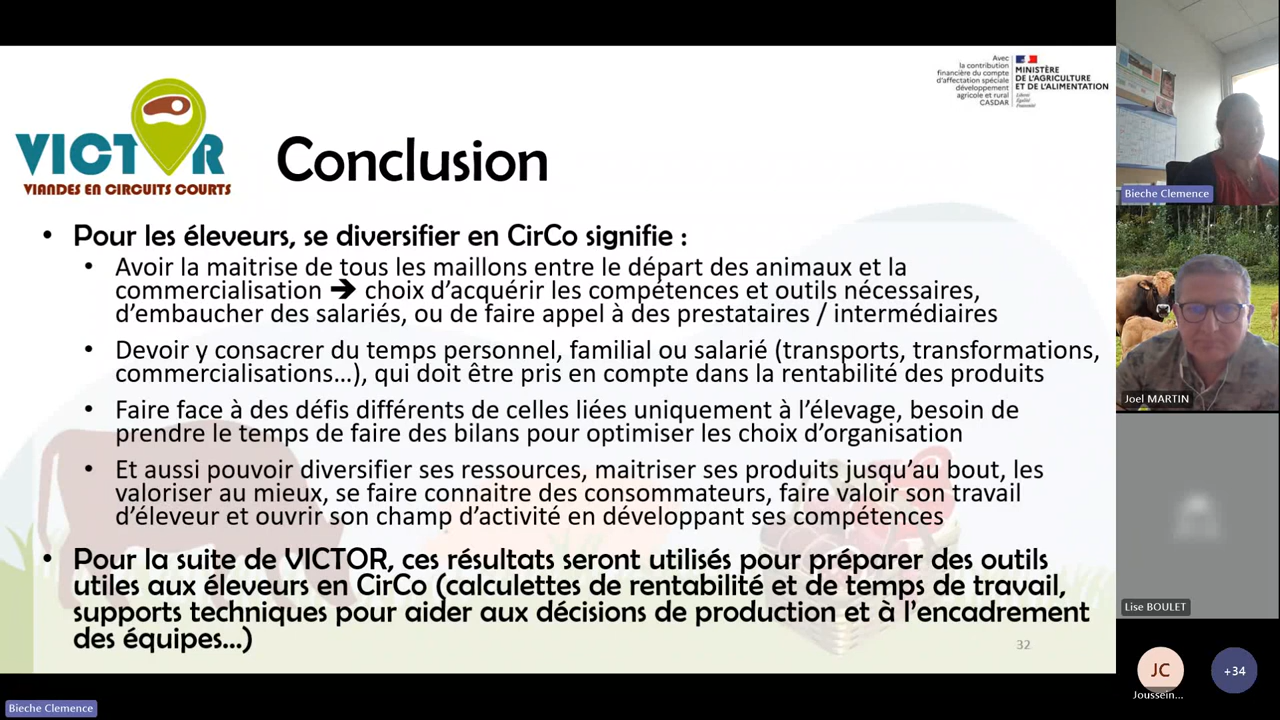 Avec
la contribution
financière du compte
d'affectation spéciale
développement
agricole et rural
CASDAR
MINISTÈRE
DE L'AGRICULTURE
ET DE L'ALIMENTATION
Liberté
Égalité
Fraternité
VICTOR
VIANDES EN CIRCUITS COURTS
Conclusion
• Pour les éleveurs, se diversifier en CirCo signifie :
• Avoir la maitrise de tous les maillons entre le départ des animaux et la
commercialisation ➔ choix d'acquérir les compétences et outils nécessaires,
d'embaucher des salariés, ou de faire appel à des prestataires / intermédiaires
• Devoir y consacrer du temps personnel, familial ou salarié (transports, transformations,
commercialisations…), qui doit être pris en compte dans la rentabilité des produits
• Faire face à des défis différents de celles liées uniquement à l'élevage, besoin de
prendre le temps de faire des bilans pour optimiser les choix d'organisation
• Et aussi pouvoir diversifier ses ressources, maitriser ses produits jusqu'au bout, les
valoriser au mieux, se faire connaitre des consommateurs, faire valoir son travail
d'éleveur et ouvrir son champ d'activité en développant ses compétences
• Pour la suite de VICTOR, ces résultats seront utilisés pour préparer des outils
utiles aux éleveurs en CirCo (calculettes de rentabilité et de temps de travail,
supports techniques pour aider aux décisions de production et à l'encadrement
des équipes…)
32
Bieche Clemence
Bieche Clemence
Joel MARTIN
Lise BOULET
JC
Joussein...
+34